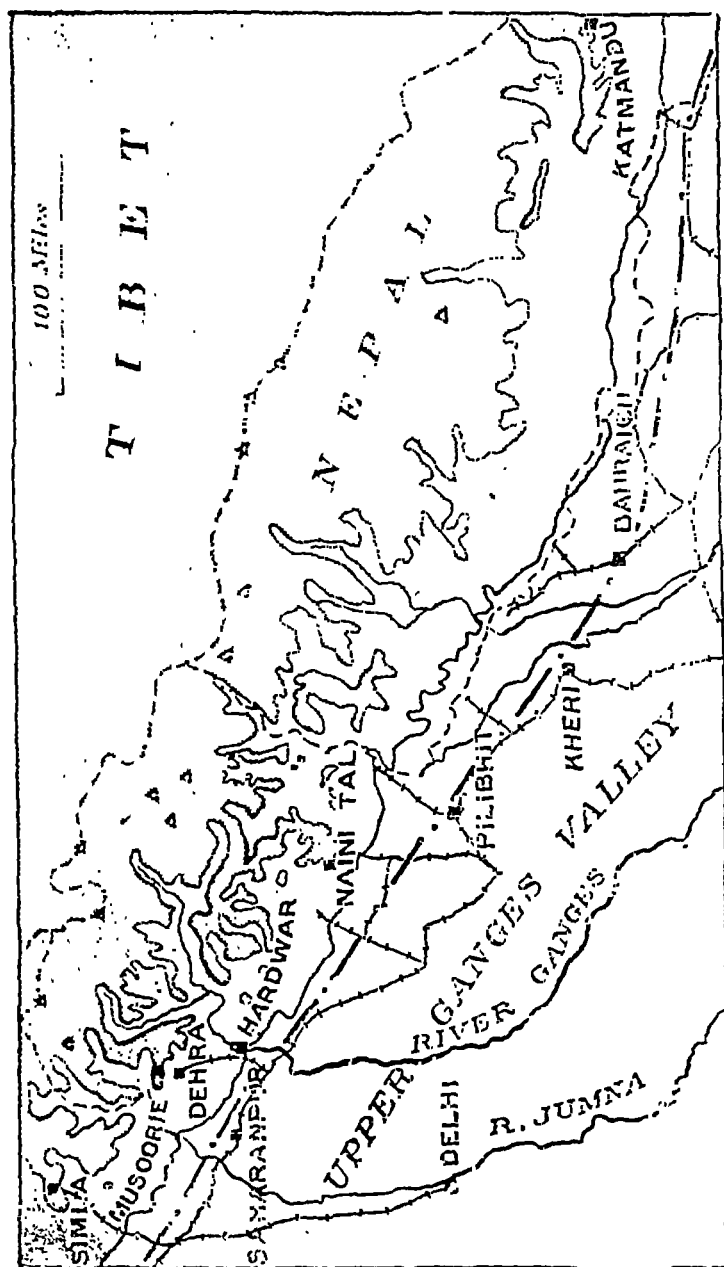 100 Miles
TIBET
NEPAL
KATMANDU
SIMLA
MUSOORIE
DEHRA
HARDWAR
SAHARANPUR
NAINI TAL
PILIBHIT
KHERI
BAHRAICH
UPPER GANGES VALLEY
RIVER GANGES
DELHI
R. JUMNA